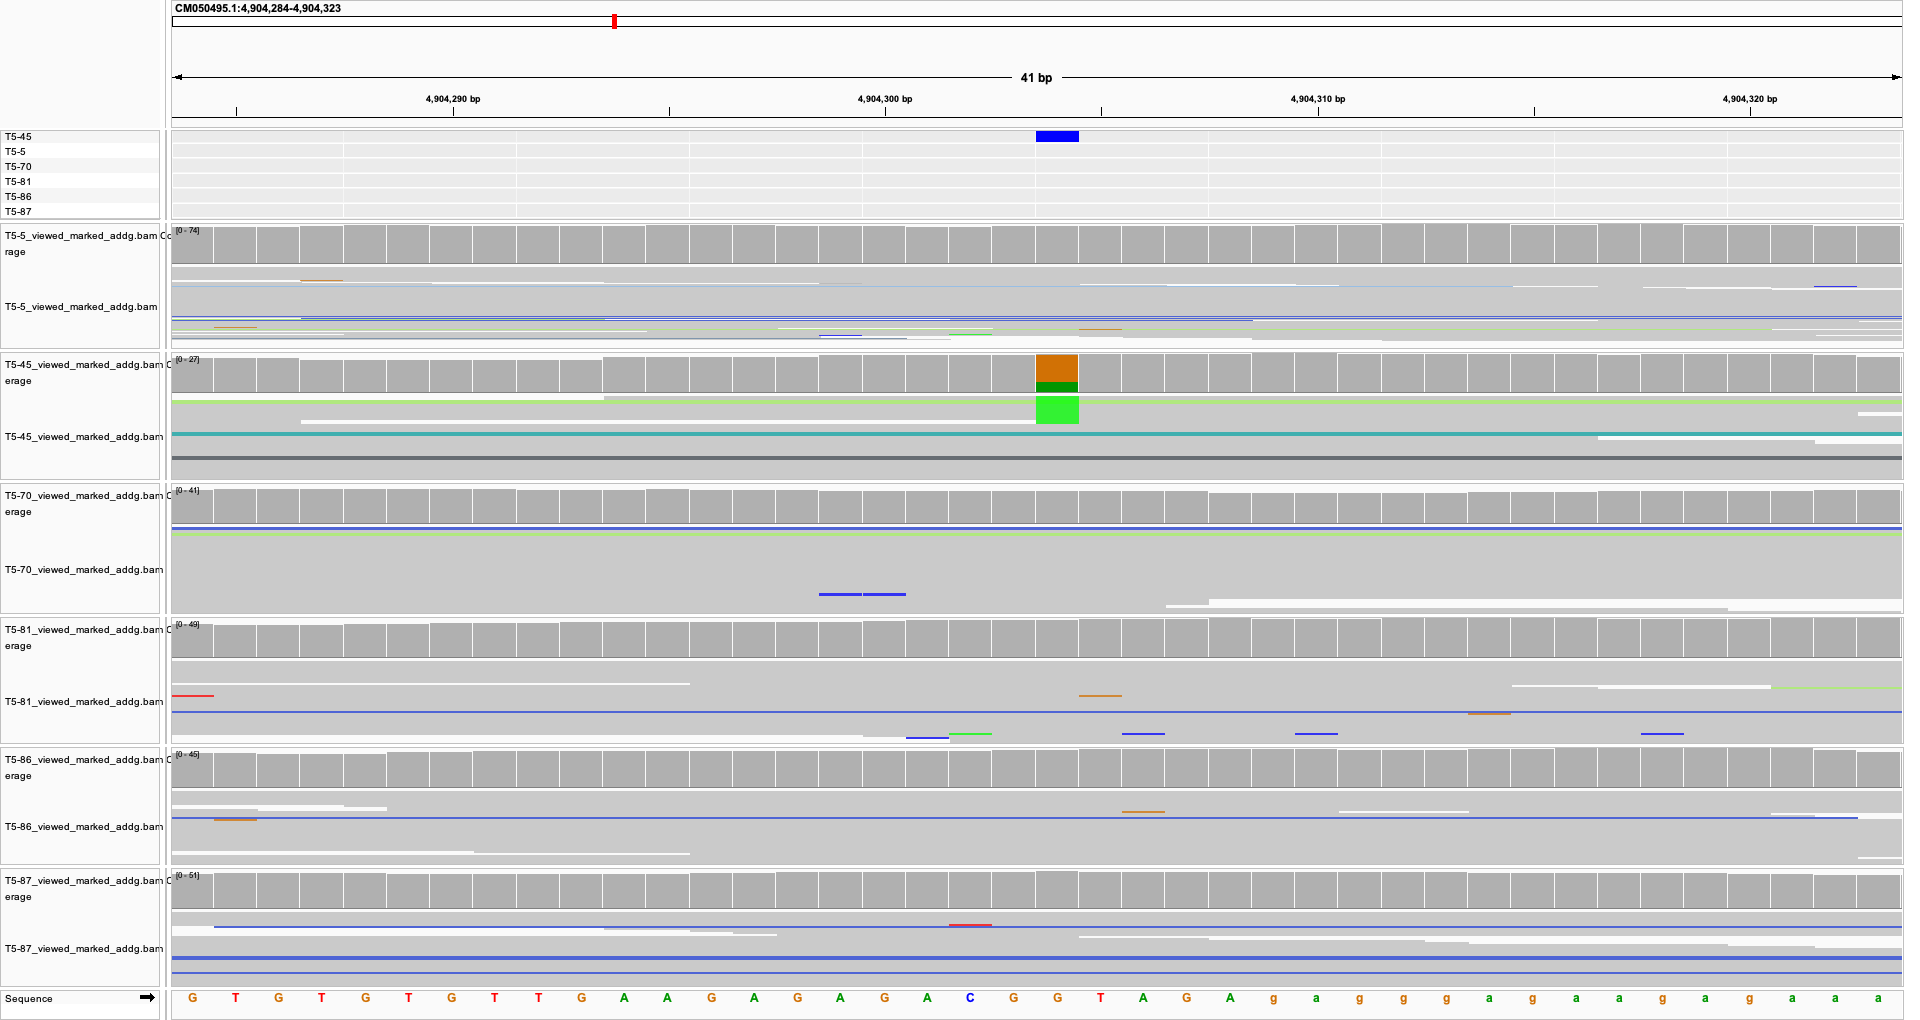 CM050495.1:4,904,284-4,904,323
41 bp
4,904,290 bp 4,904,300 bp 4,904,310 bp 4,904,320 bp
T5-45
T5-5
T5-70
T5-81
T5-86
T5-87
T5-5_viewed_marked_addg.bam Co
rage
[0 - 74]
T5-5_viewed_marked_addg.bam
T5-45_viewed_marked_addg.bam C
erage
[0 - 27]
T5-45_viewed_marked_addg.bam
T5-70_viewed_marked_addg.bam C
erage
[0 - 41]
T5-70_viewed_marked_addg.bam
T5-81_viewed_marked_addg.bam C
erage
[0 - 49]
T5-81_viewed_marked_addg.bam
T5-86_viewed_marked_addg.bam C
erage
[0 - 45]
T5-86_viewed_marked_addg.bam
T5-87_viewed_marked_addg.bam C
erage
[0 - 51]
T5-87_viewed_marked_addg.bam
Sequence G T G T G T G T T G A A G A G A G A C G G T A G A g a g g g a g a a g a g a a a